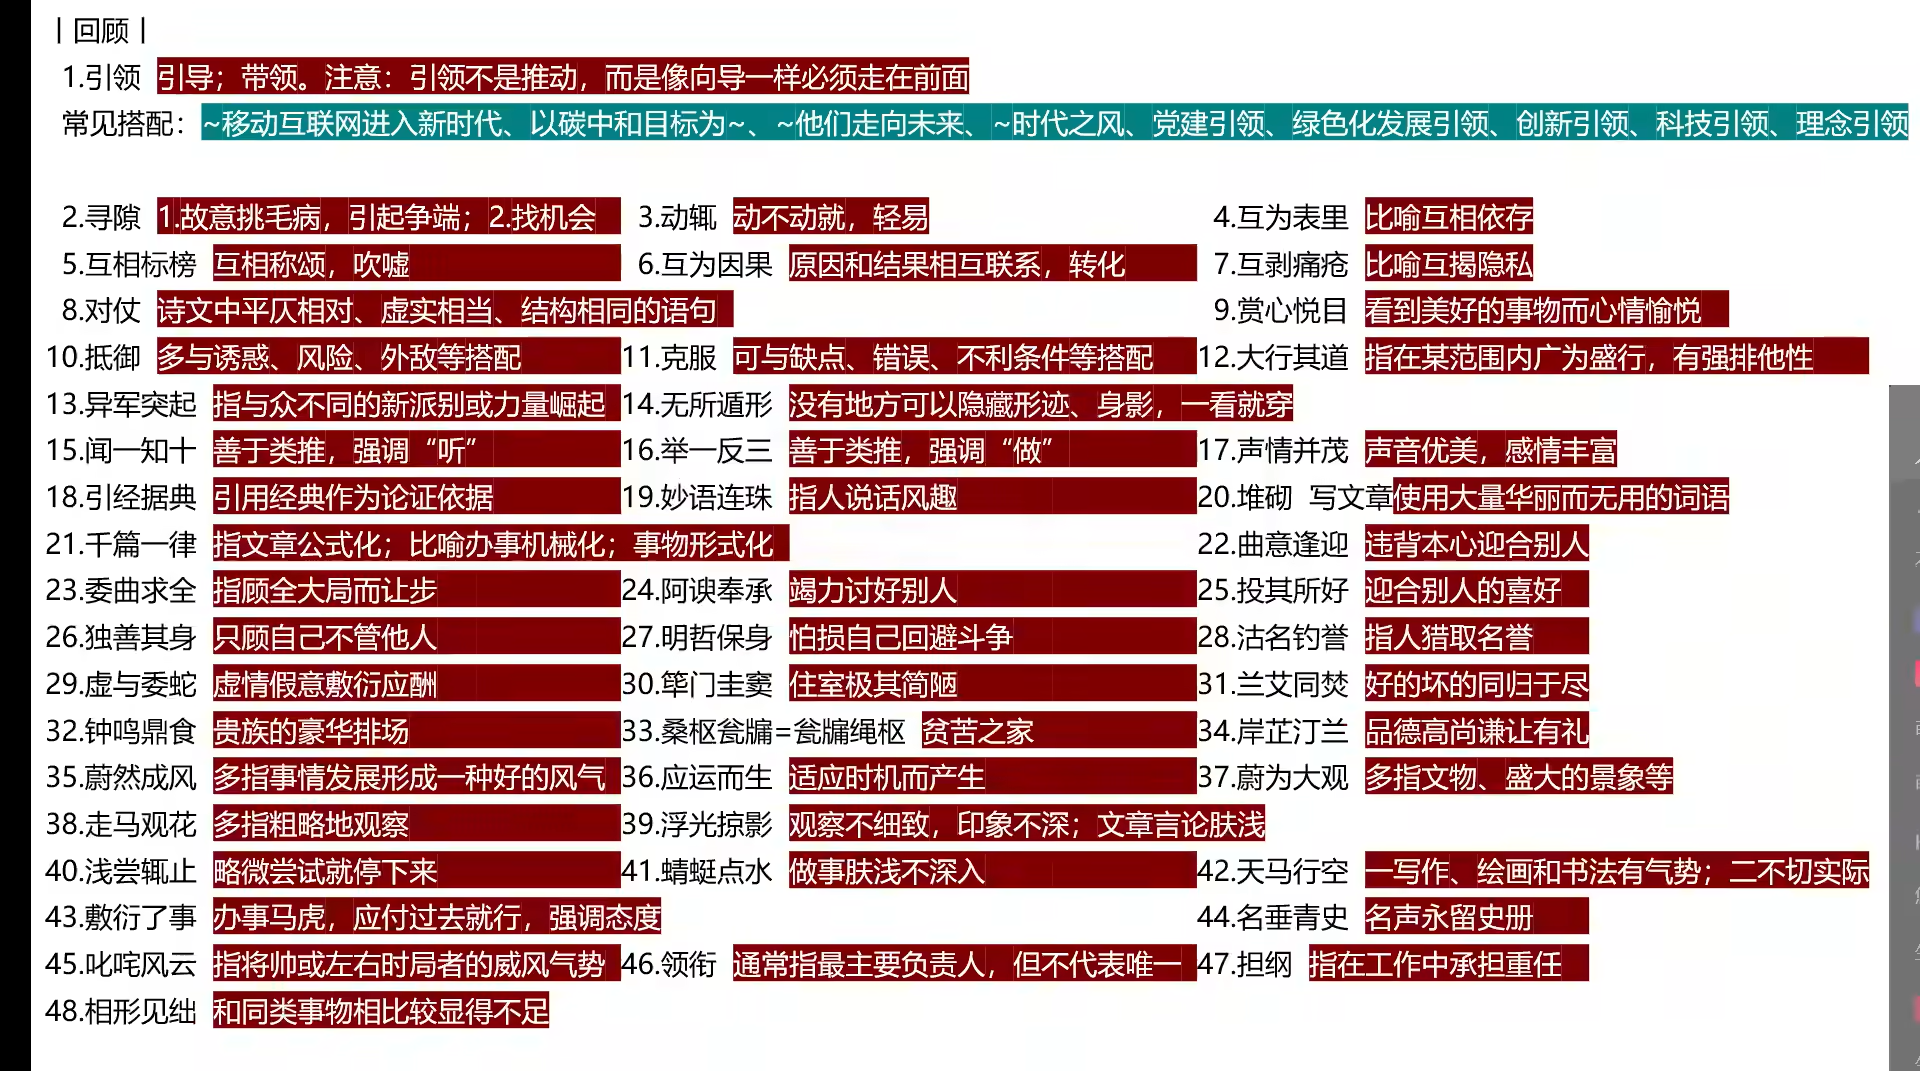 ｜回顾｜
1.引领 引导；带领。注意：引领不是推动，而是像向导一样必须走在前面
常见搭配：~移动互联网进入新时代、以碳中和目标为~、~他们走向未来、~时代之风、党建引领、绿色化发展引领、创新引领、科技引领、理念引领
2.寻隙 1.故意挑毛病，引起争端；2.找机会 3.动辄 动不动就，轻易 4.互为表里 比喻互相依存
5.互相标榜 互相称颂，吹嘘 6.互为因果 原因和结果相互联系，转化 7.互剥痛疮 比喻互揭隐私
8.对仗 诗文中平仄相对、虚实相当、结构相同的语句 9.赏心悦目 看到美好的事物而心情愉悦
10.抵御 多与诱惑、风险、外敌等搭配 11.克服 可与缺点、错误、不利条件等搭配 12.大行其道 指在某范围内广为盛行，有强排他性
13.异军突起 指与众不同的新派别或力量崛起 14.无所遁形 没有地方可以隐藏形迹、身影，一看就穿
15.闻一知十 善于类推，强调“听” 16.举一反三 善于类推，强调“做” 17.声情并茂 声音优美，感情丰富
18.引经据典 引用经典作为论证依据 19.妙语连珠 指人说话风趣 20.堆砌 写文章使用大量华丽而无用的词语
21.千篇一律 指文章公式化；比喻办事机械化；事物形式化 22.曲意逢迎 违背本心迎合别人
23.委曲求全 指顾全大局而让步 24.阿谀奉承 竭力讨好别人 25.投其所好 迎合别人的喜好
26.独善其身 只顾自己不管他人 27.明哲保身 怕损自己回避斗争 28.沽名钓誉 指人猎取名誉
29.虚与委蛇 虚情假意敷衍应酬 30.筚门圭窦 住室极其简陋 31.兰艾同焚 好的坏的同归于尽
32.钟鸣鼎食 贵族的豪华排场 33.桑枢瓮牖=瓮牖绳枢 贫苦之家 34.岸芷汀兰 品德高尚谦让有礼
35.蔚然成风 多指事情发展形成一种好的风气 36.应运而生 适应时机而产生 37.蔚为大观 多指文物、盛大的景象等
38.走马观花 多指粗略地观察 39.浮光掠影 观察不细致，印象不深；文章言论肤浅
40.浅尝辄止 略微尝试就停下来 41.蜻蜓点水 做事肤浅不深入 42.天马行空 一写作、绘画和书法有气势；二不切实际
43.敷衍了事 办事马虎，应付过去就行，强调态度 44.名垂青史 名声永留史册
45.叱咤风云 指将帅或左右时局者的威风气势 46.领衔 通常指最主要负责人，但不代表唯一 47.担纲 指在工作中承担重任
48.相形见绌 和同类事物相比较显得不足